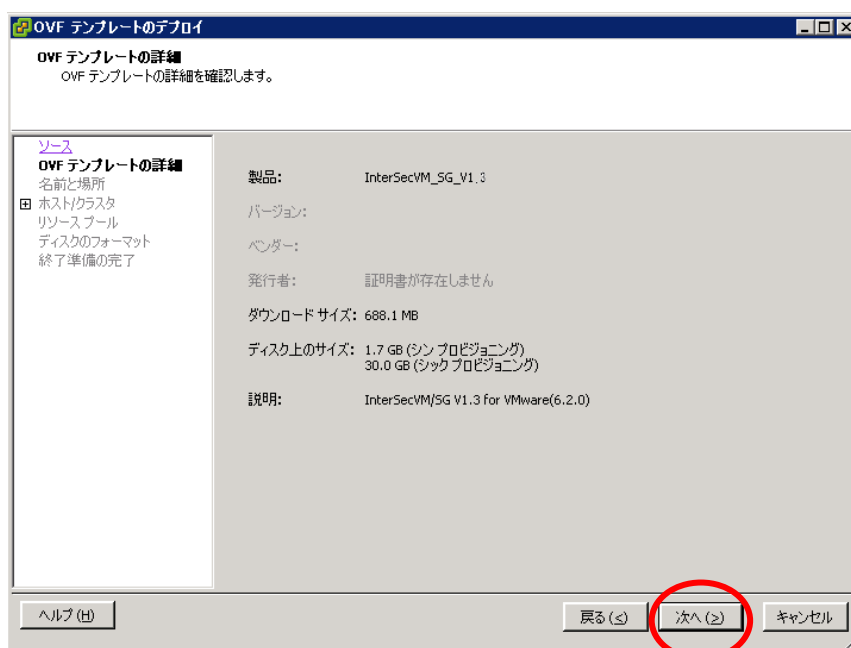 OVF テンプレートのデプロイ
OVF テンプレートの詳細
OVF テンプレートの詳細を確認します。
ソース
OVF テンプレートの詳細
名前と場所
ホスト/クラスタ
リソース プール
ディスクのフォーマット
終了準備の完了
製品: InterSecVM_SG_V1.3
バージョン:
ベンダー:
発行者: 証明書が存在しません
ダウンロード サイズ: 688.1 MB
ディスク上のサイズ: 1.7 GB (シン プロビジョニング)
30.0 GB (シック プロビジョニング)
説明: InterSecVM/SG V1.3 for VMware(6.2.0)
ヘルプ (H) 戻る (≤) 次へ (≥) キャンセル